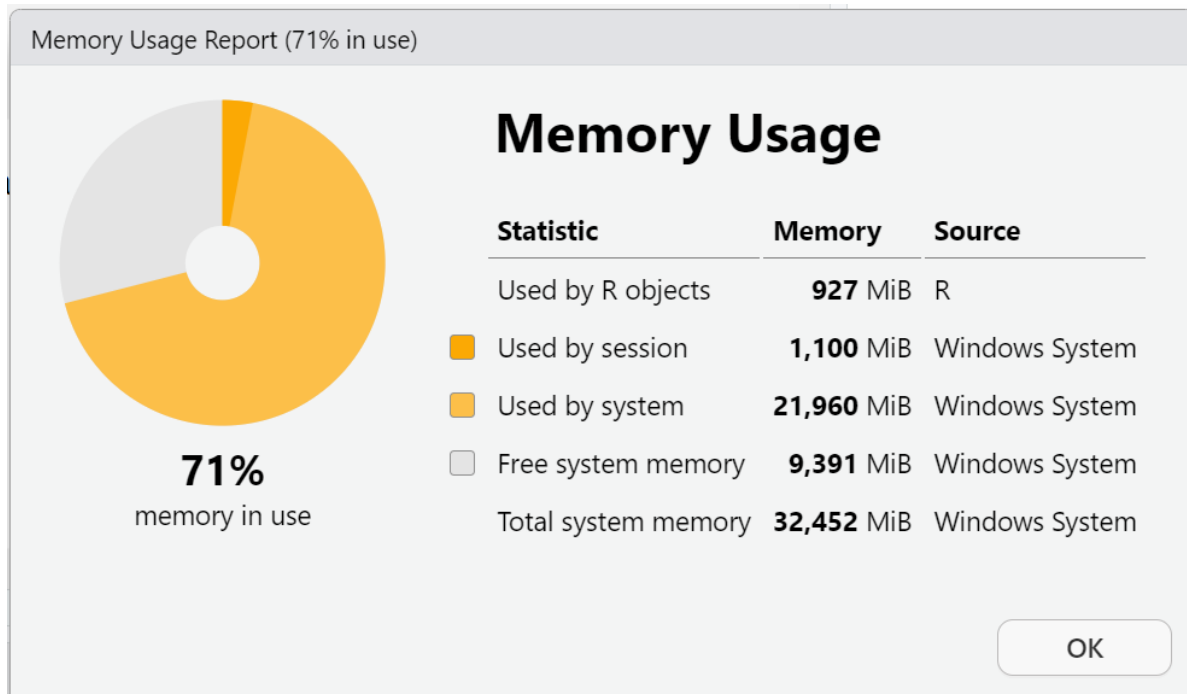 Memory Usage Report (71% in use)
Memory Usage
Statistic Memory Source
Used by R objects 927 MiB R
Used by session 1,100 MiB Windows System
Used by system 21,960 MiB Windows System
Free system memory 9,391 MiB Windows System
Total system memory 32,452 MiB Windows System
71%
memory in use
OK